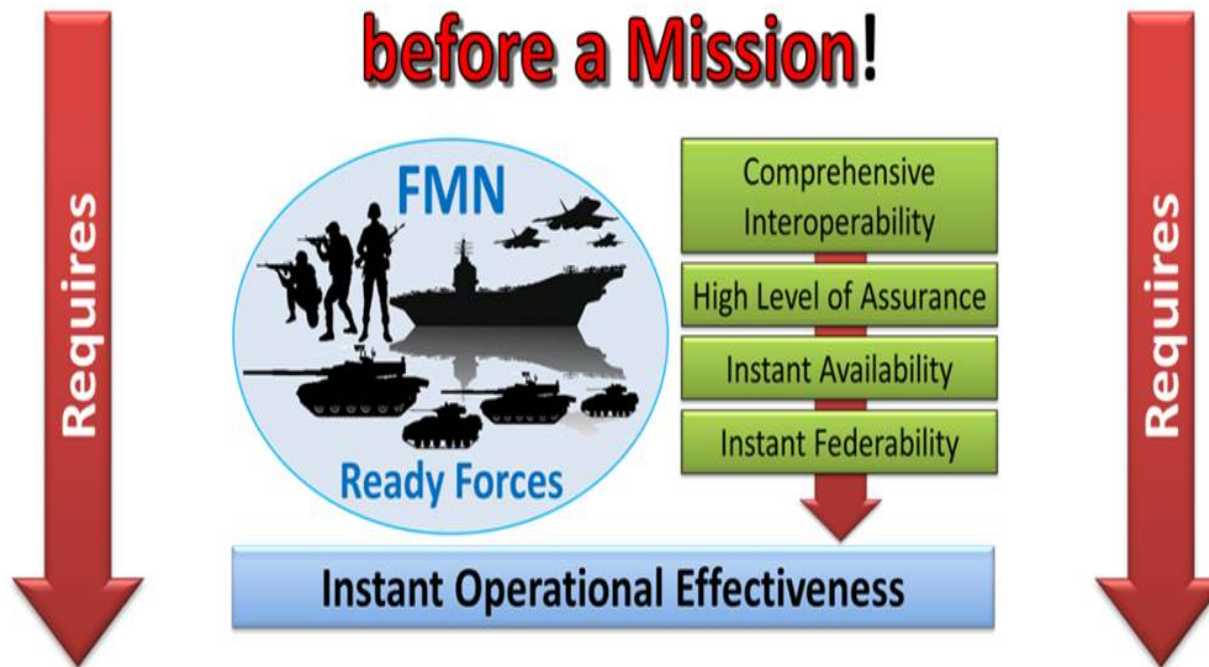 before a Mission!
Requires
FMN
Ready Forces
Comprehensive
Interoperability
High Level of Assurance
Instant Availability
Instant Federability
Requires
Instant Operational Effectiveness